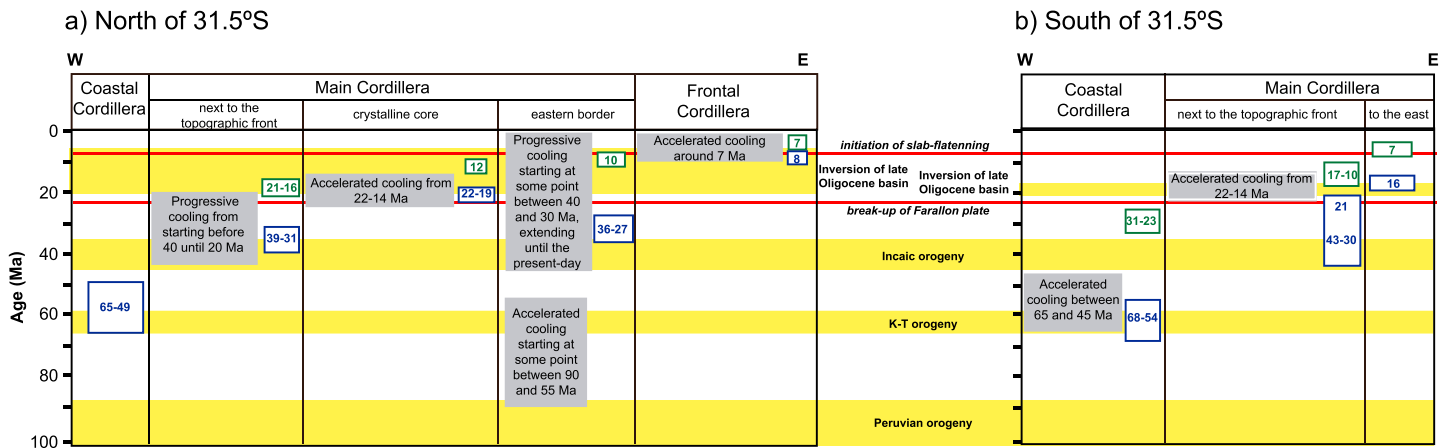 a) North of 31.5ºS
b) South of 31.5ºS
W
E
W
E
Coastal
Cordillera
Main Cordillera
next to the
topographic front
crystalline core
eastern border
Frontal
Cordillera
Coastal
Cordillera
Main Cordillera
next to the topographic front
to the east
Age (Ma)
0
20
40
60
80
100
65-49
Progressive
cooling from
starting before
40 until 20 Ma
21-16
39-31
Accelerated cooling from
22-14 Ma
12
22-19
Progressive
cooling
starting at
some point
between 40
and 30 Ma,
extending
until the
present-day
10
36-27
Accelerated
cooling
starting at
some point
between 90
and 55 Ma
Accelerated cooling
around 7 Ma
7
8
initiation of slab-flatenning
Inversion of late
Oligocene basin
Inversion of late
Oligocene basin
break-up of Farallon plate
Incaic orogeny
K-T orogeny
Peruvian orogeny
Accelerated
cooling between
65 and 45 Ma
31-23
68-54
Accelerated cooling from
22-14 Ma
17-10
21
43-30
7
16